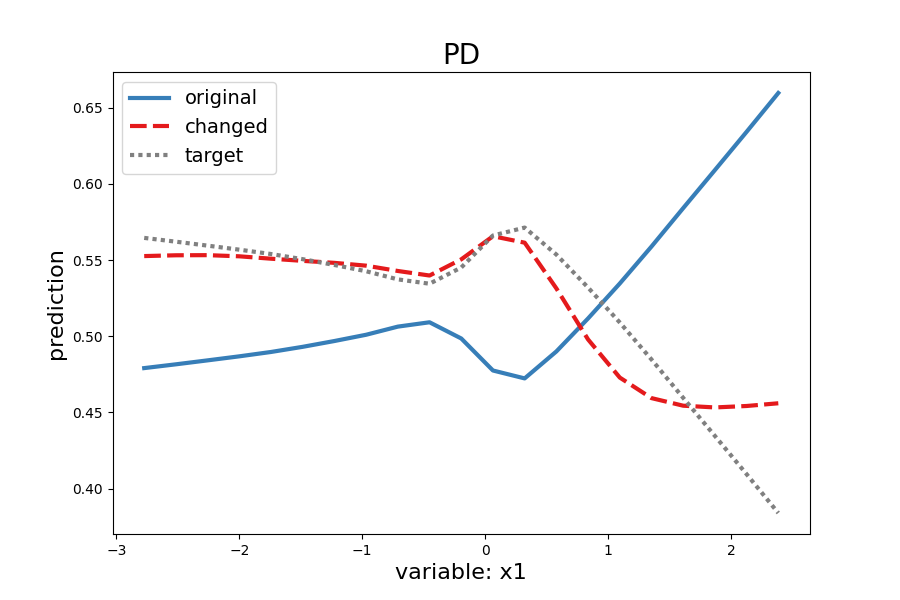 PD
original
changed
target
0.65
0.60
0.55
0.50
0.45
0.40
prediction
−3
−2
−1
0
1
2
variable: x1